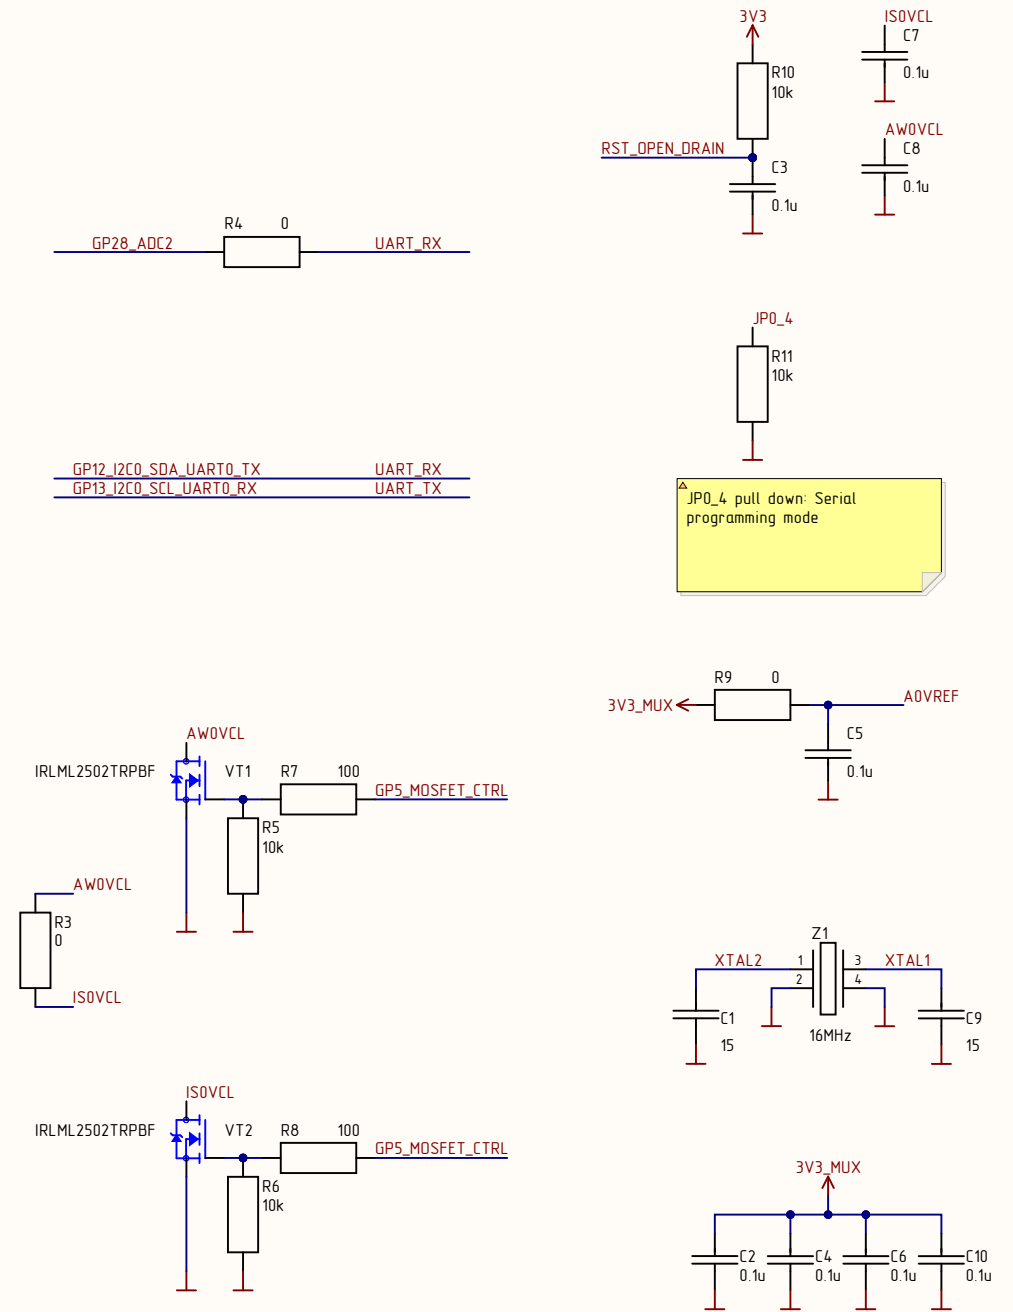 3V3
R10
10k
RST_OPEN_DRAIN
C3
0.1u
ISOVCL
C7
0.1u
AWOVCL
C8
0.1u
GP28_ADC2
R4 0
UART_RX
JP0_4
R11
10k
GP12_I2C0_SDA_UART0_TX UART_RX
GP13_I2C0_SCL_UART0_RX UART_TX
JP0_4 pull down: Serial
programming mode
3V3_MUX
R9 0
A0VREF
C5
0.1u
AWOVCL
IRLML2502TRPBF
VT1
R7 100
GP5_MOSFET_CTRL
R5
10k
AWOVCL
R3
0
ISOVCL
Z1
XTAL2 1 3 XTAL1
2 4
C1
15
16MHz
C9
15
ISOVCL
IRLML2502TRPBF
VT2
R8 100
GP5_MOSFET_CTRL
R6
10k
3V3_MUX
C2
0.1u
C4
0.1u
C6
0.1u
C10
0.1u